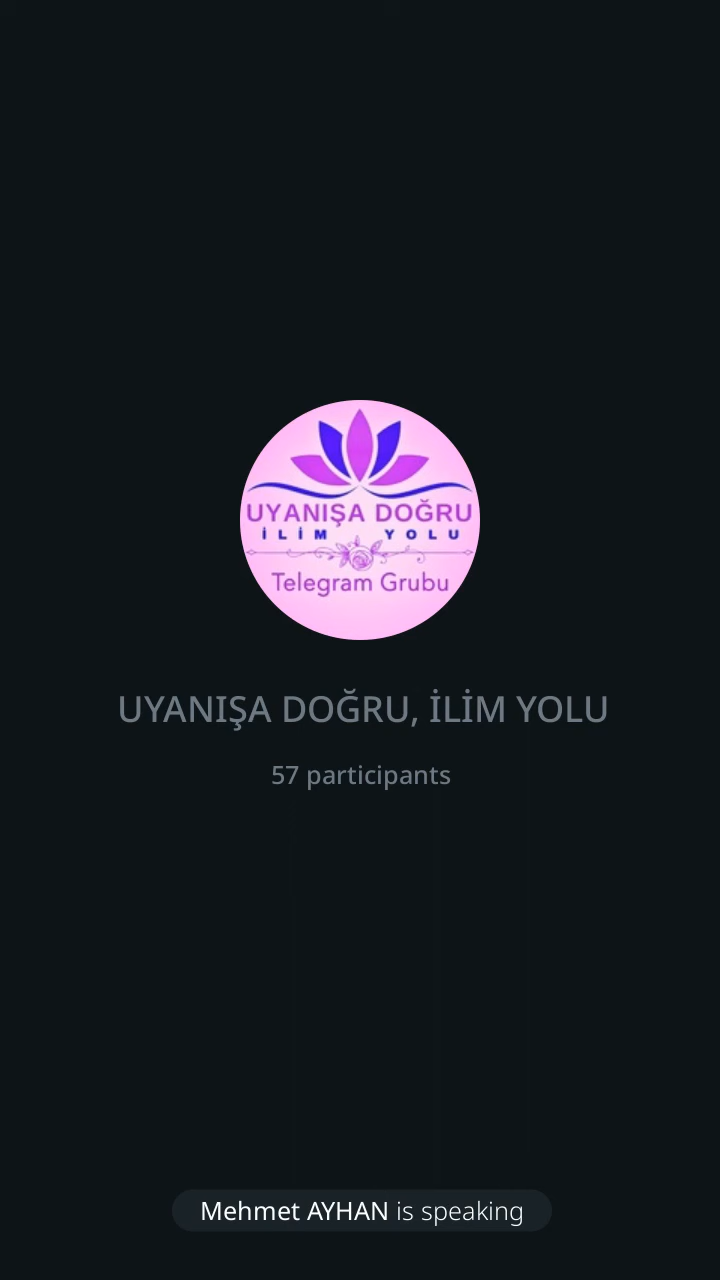 UYANIŞA DOĞRU
İLİM YOLU
Telegram Grubu
UYANIŞA DOĞRU, İLİM YOLU
57 participants
Mehmet AYHAN is speaking